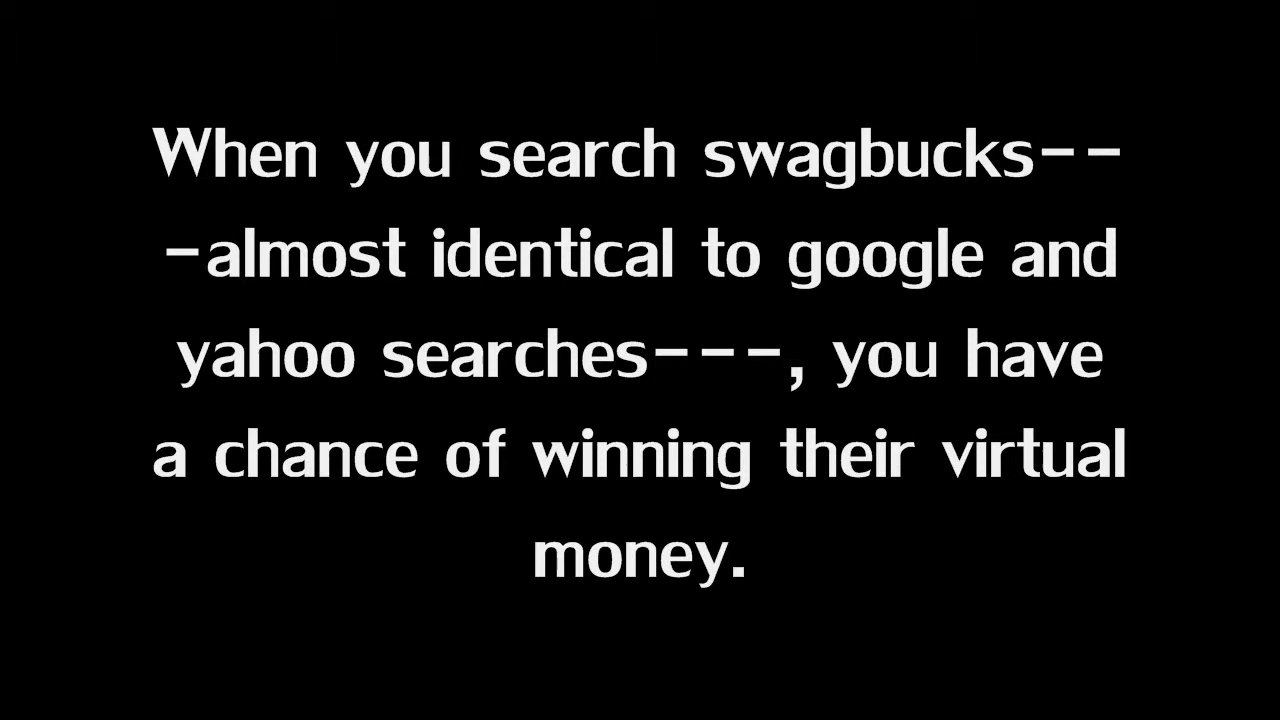 When you search swagbucks--
-almost identical to google and
yahoo searches---, you have
a chance of winning their virtual
money.